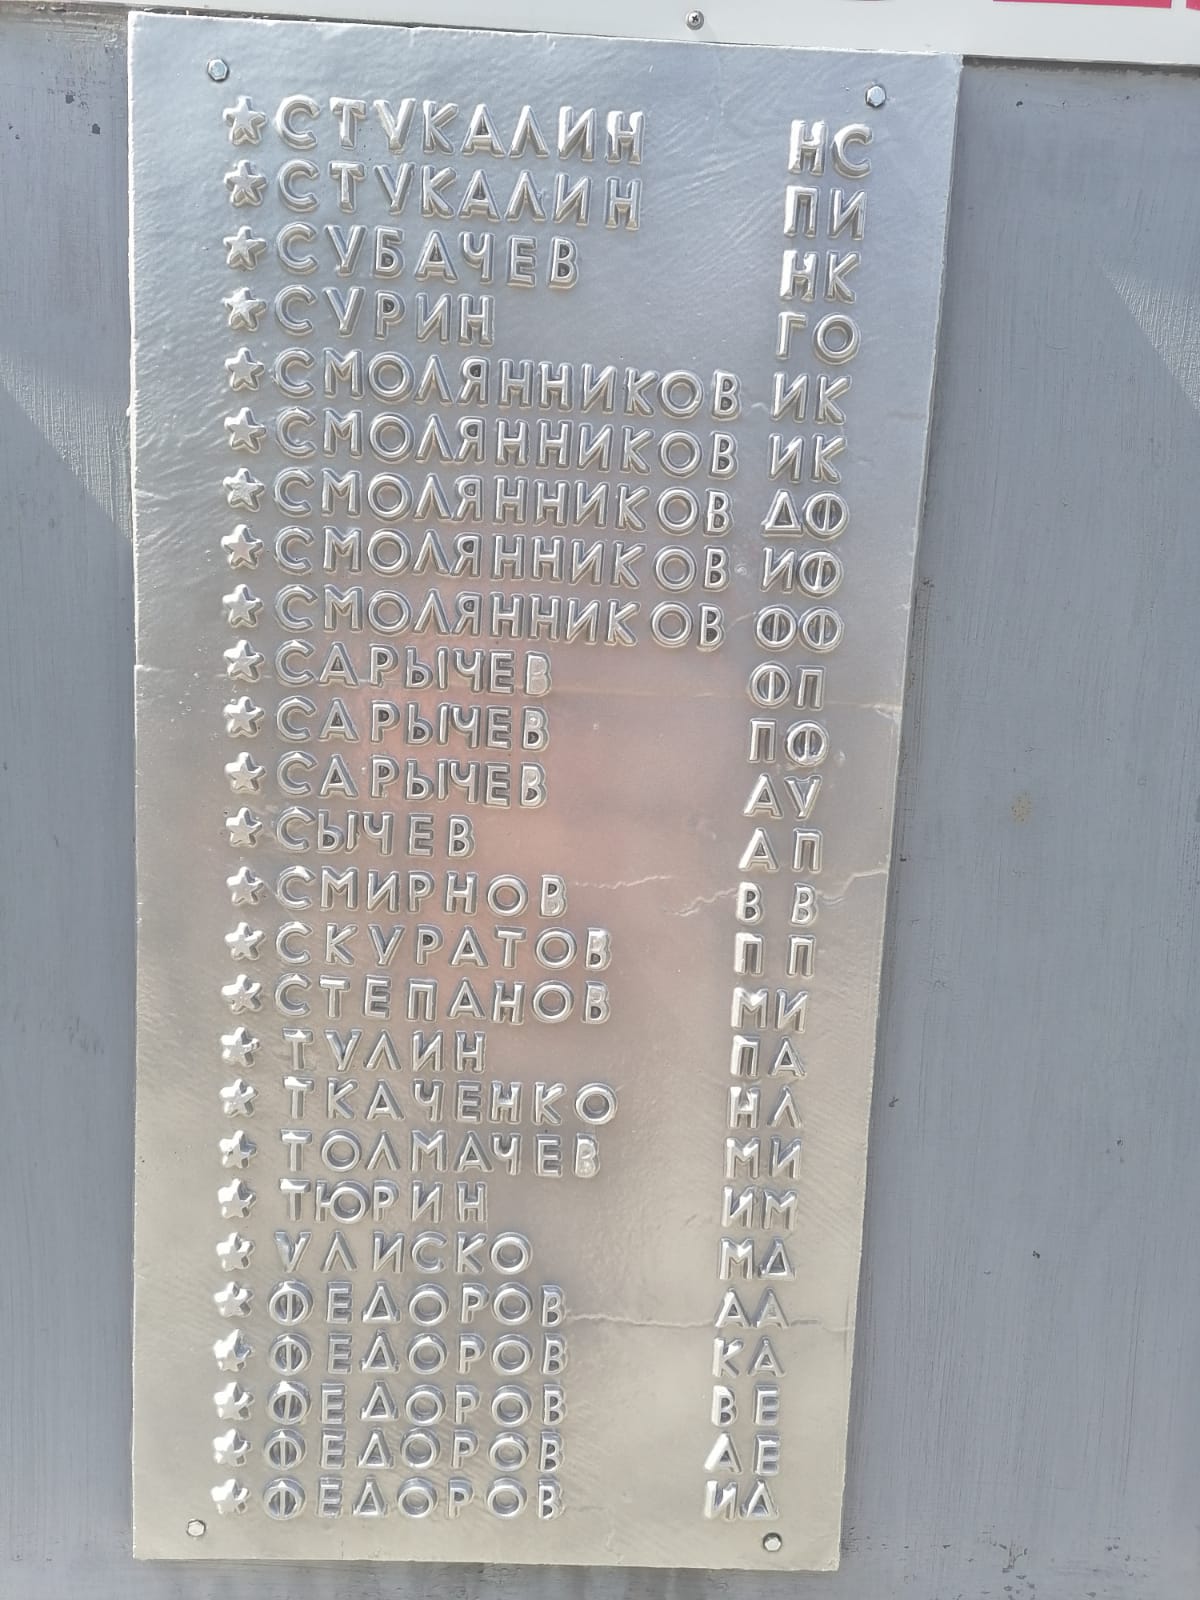 ★ СТУКАЛИН НС
★ СТУКАЛИН ПИ
★ СУБАЧЕВ НК
★ СУРИН ГО
★ СМОЛЯННИКОВ ИК
★ СМОЛЯННИКОВ ИК
★ СМОЛЯННИКОВ ДФ
★ СМОЛЯННИКОВ ИФ
★ СМОЛЯННИКОВ ФФ
★ САРЫЧЕВ ФП
★ САРЫЧЕВ ПФ
★ САРЫЧЕВ АУ
★ СЫЧЕВ АП
★ СМИРНОВ ВВ
★ СКУРАТОВ ПП
★ СТЕПАНОВ МИ
★ ТУЛИН ПА
★ ТКАЧЕНКО НЛ
★ ТОЛМАЧЕВ МИ
★ ТЮРИН ИМ
★ УЛИСКО МД
★ ФЕДОРОВ АА
★ ФЕДОРОВ КА
★ ФЕДОРОВ ВЕ
★ ФЕДОРОВ АЕ
★ ФЕДОРОВ ИД